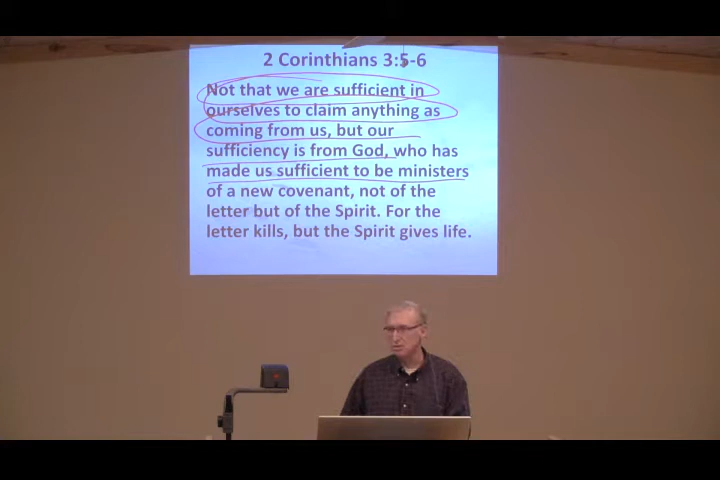 2 Corinthians 3:5-6
Not that we are sufficient in
ourselves to claim anything as
coming from us, but our
sufficiency is from God, who has
made us sufficient to be ministers
of a new covenant, not of the
letter but of the Spirit. For the
letter kills, but the Spirit gives life.